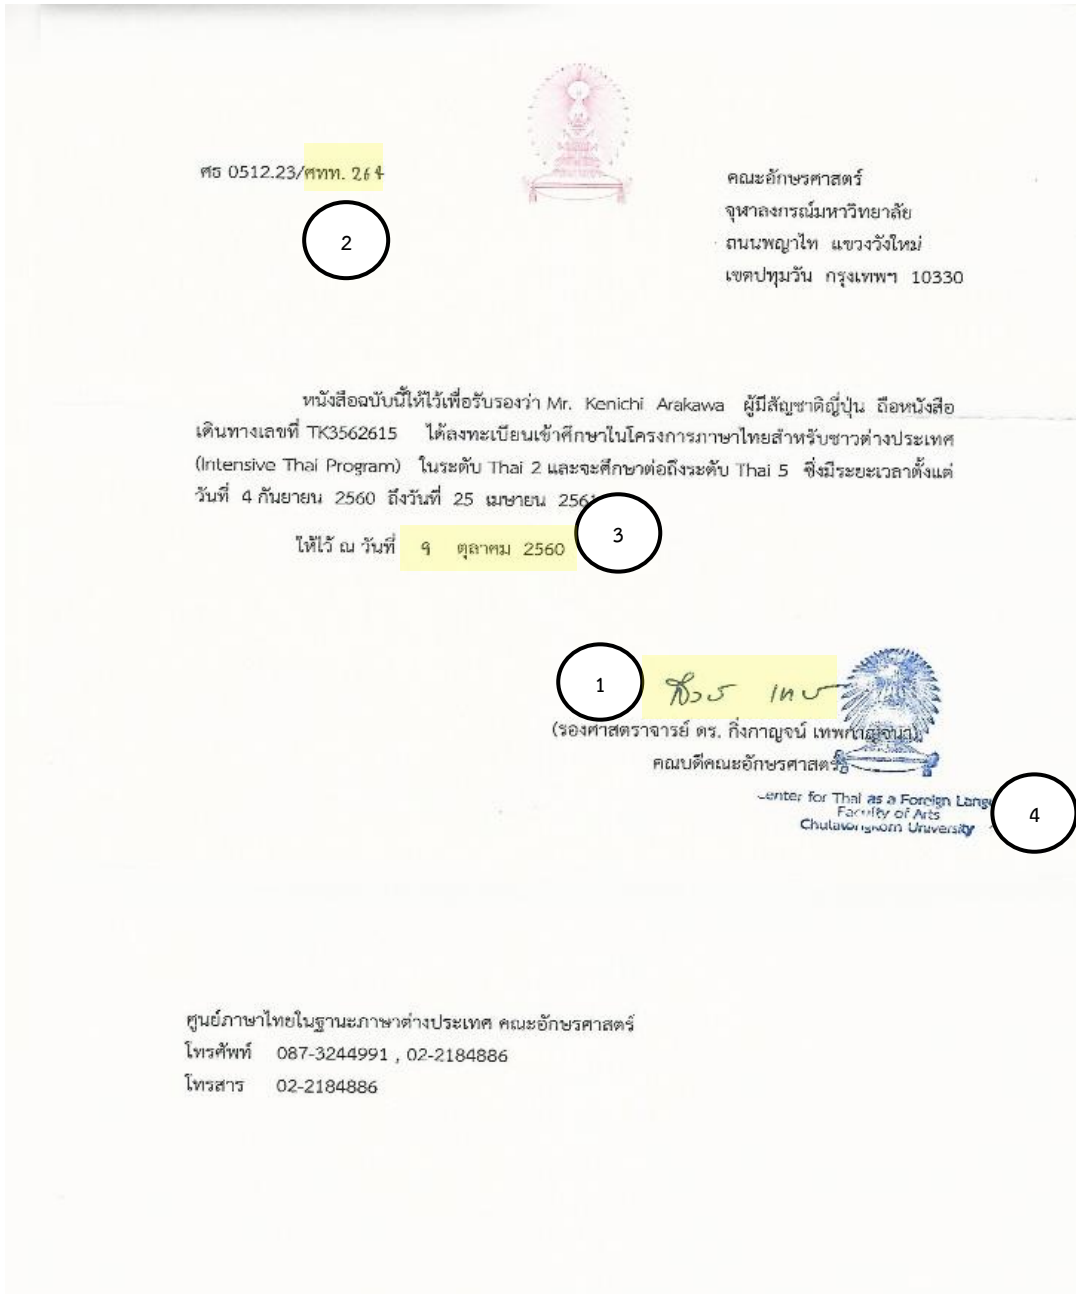 ศธ 0512.23/ศทท. 264
2
คณะอักษรศาสตร์
จุฬาลงกรณ์มหาวิทยาลัย
ถนนพญาไท แขวงวังใหม่
เขตปทุมวัน กรุงเทพฯ 10330
หนังสือฉบับนี้ให้ไว้เพื่อรับรองว่า Mr. Kenichi Arakawa ผู้มีสัญชาติญี่ปุ่น ถือหนังสือ
เดินทางเลขที่ TK3562615 ได้ลงทะเบียนเข้าศึกษาในโครงการภาษาไทยสำหรับชาวต่างประเทศ
(Intensive Thai Program) ในระดับ Thai 2 และจะศึกษาต่อถึงระดับ Thai 5 ซึ่งมีระยะเวลาตั้งแต่
วันที่ 4 กันยายน 2560 ถึงวันที่ 25 เมษายน 2561
3
ให้ไว้ ณ วันที่ 9 ตุลาคม 2560
1
(รองศาสตราจารย์ ดร. กิ่งกาญจน์ เทพกาญจนา)
คณบดีคณะอักษรศาสตร์
Center for Thai as a Foreign
Faculty of Arts
Chulalongkorn University
4
ศูนย์ภาษาไทยในฐานะภาษาต่างประเทศ คณะอักษรศาสตร์
โทรศัพท์ 087-3244991 , 02-2184886
โทรสาร 02-2184886